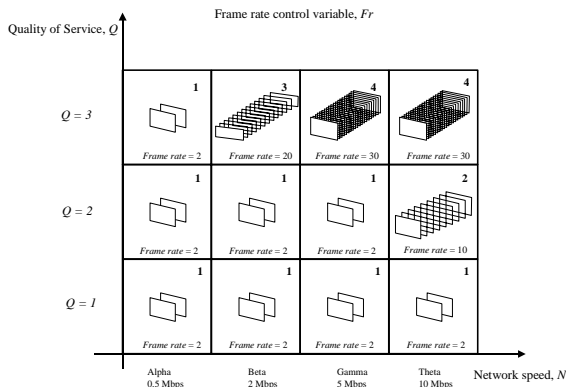 Frame rate control variable, Fr
Quality of Service, Q
1 3 4 4
Q = 3
Frame rate = 2 Frame rate = 20 Frame rate = 30 Frame rate = 30
1 1 1 2
Q = 2
Frame rate = 2 Frame rate = 2 Frame rate = 2 Frame rate = 10
1 1 1 1
Q = 1
Frame rate = 2 Frame rate = 2 Frame rate = 2 Frame rate = 2
Alpha Beta Gamma Theta
0.5 Mbps 2 Mbps 5 Mbps 10 Mbps
Network speed, N